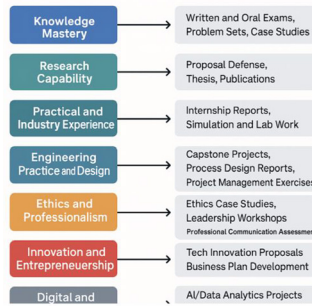 Knowledge
Mastery
Written and Oral Exams,
Problem Sets, Case Studies
Research
Capability
Proposal Defense,
Thesis, Publications
Practical and
Industry Experience
Internship Reports,
Simulation and Lab Work
Engineering
Practice and Design
Capstone Projects,
Process Design Reports,
Project Management Exercises
Ethics and
Professionalism
Ethics Case Studies,
Leadership Workshops
Professional Communication Assessmen
Innovation and
Entrepreneuership
Tech Innovation Proposals
Business Plan Development
Digital and
AI/Data Analytics Projects